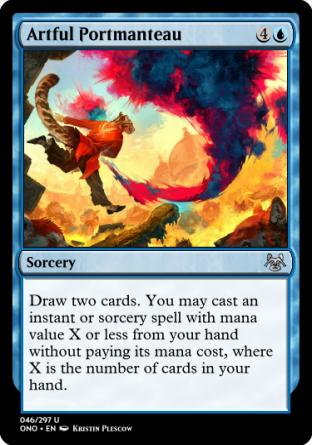 Artful Portmanteau 4
Sorcery
Draw two cards. You may cast an
instant or sorcery spell with mana
value X or less from your hand
without paying its mana cost, where
X is the number of cards in your
hand.
046/297 U
ONO • EN Kristin Plescow